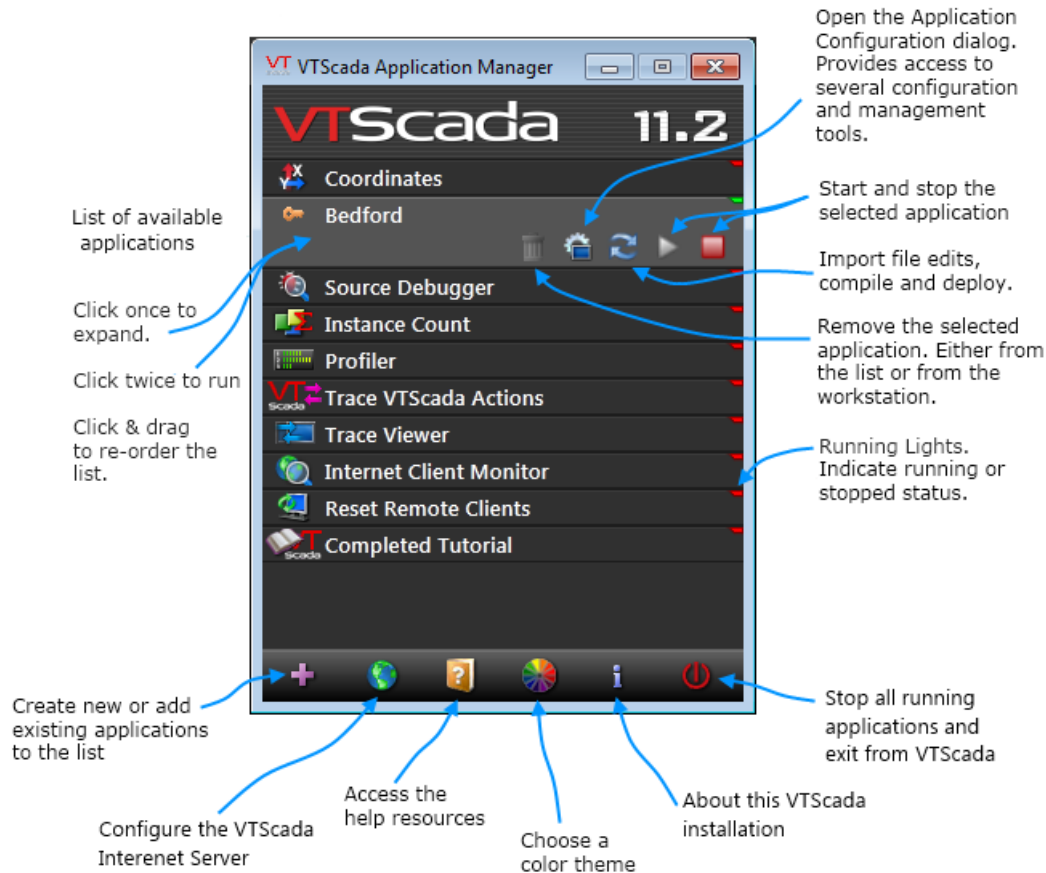 Open the Application
Configuration dialog.
Provides access to
several configuration
and management
tools.
VT VTScada Application Manager
VTScada 11.2
Coordinates
Bedford
Source Debugger
Instance Count
Profiler
VT Scada Trace VTScada Actions
Trace Viewer
Internet Client Monitor
Reset Remote Clients
VT Scada Completed Tutorial
List of available
applications
Click once to
expand.
Click twice to run
Click & drag
to re-order the
list.
Start and stop the
selected application
Import file edits,
compile and deploy.
Remove the selected
application. Either from
the list or from the
workstation.
Running Lights.
Indicate running or
stopped status.
Create new or add
existing applications
to the list
Configure the VTScada
Interenet Server
Access the
help resources
Choose a
color theme
About this VTScada
installation
Stop all running
applications and
exit from VTScada